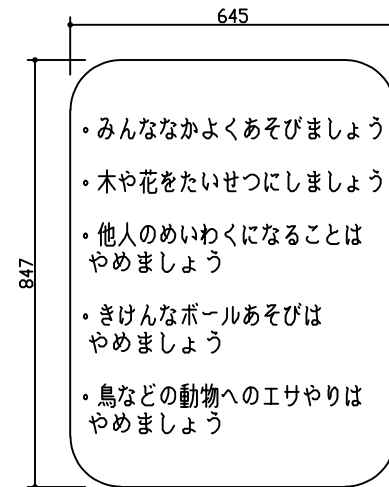 645
847
・みんななかよくあそびましょう
・木や花をたいせつにしましょう
・他人のめいわくになることは
やめましょう
・きけんなボールあそびは
やめましょう
・鳥などの動物へのエサやりは
やめましょう